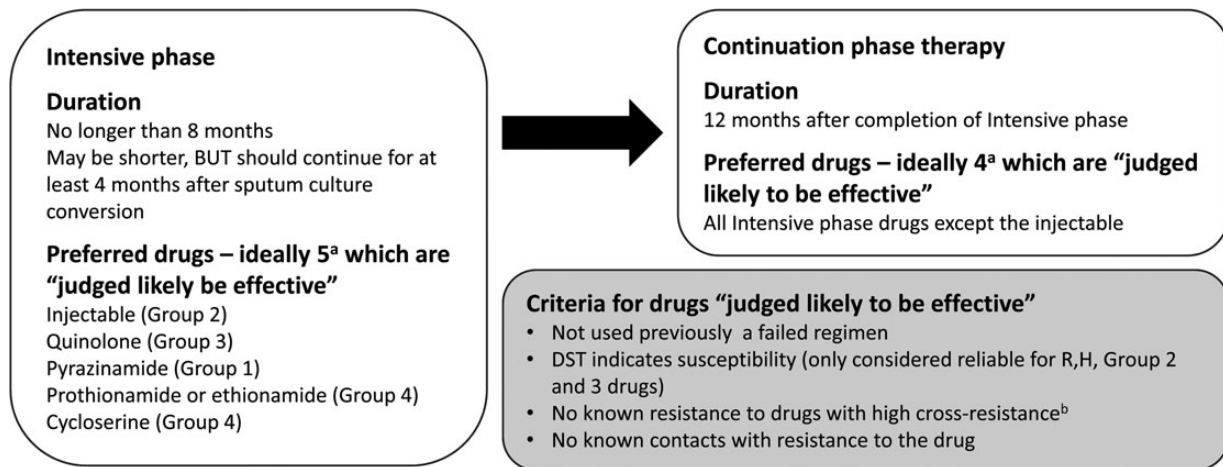 Intensive phase
Duration
No longer than 8 months
May be shorter, BUT should continue for at
least 4 months after sputum culture
conversion
Preferred drugs – ideally 5ᵃ which are
“judged likely be effective”
Injectable (Group 2)
Quinolone (Group 3)
Pyrazinamide (Group 1)
Prothionamide or ethionamide (Group 4)
Cycloserine (Group 4)
Continuation phase therapy
Duration
12 months after completion of Intensive phase
Preferred drugs – ideally 4ᵃ which are “judged
likely to be effective”
All Intensive phase drugs except the injectable
Criteria for drugs “judged likely to be effective”
• Not used previously a failed regimen
• DST indicates susceptibility (only considered reliable for R,H, Group 2
and 3 drugs)
• No known resistance to drugs with high cross-resistanceᵇ
• No known contacts with resistance to the drug